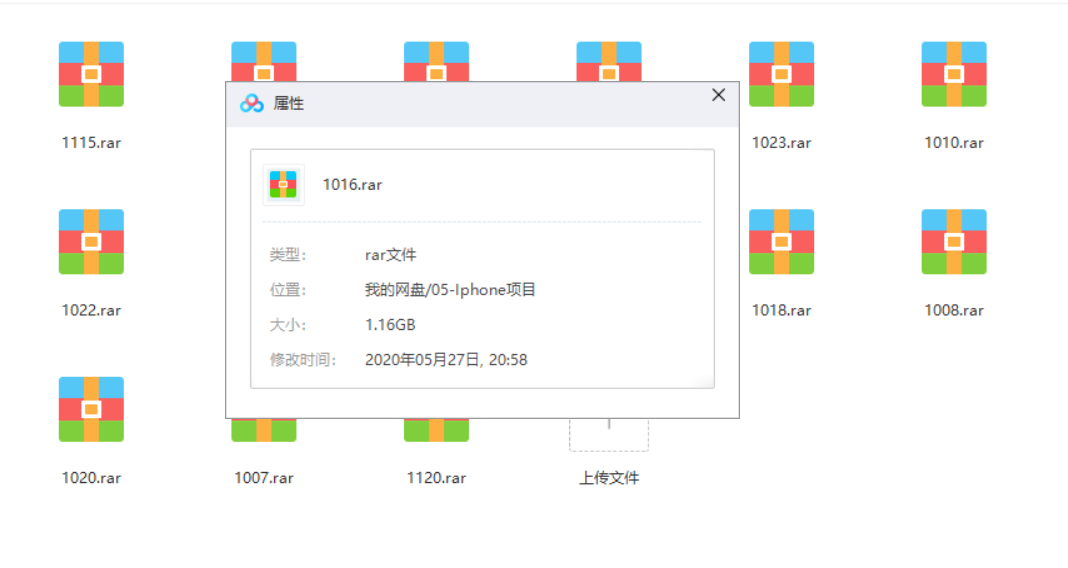 属性
1016.rar
类型: rar文件
位置: 我的网盘/05-Iphone项目
大小: 1.16GB
修改时间: 2020年05月27日, 20:58
1115.rar 1023.rar 1010.rar
1022.rar 1018.rar 1008.rar
1020.rar 1007.rar 1120.rar 上传文件